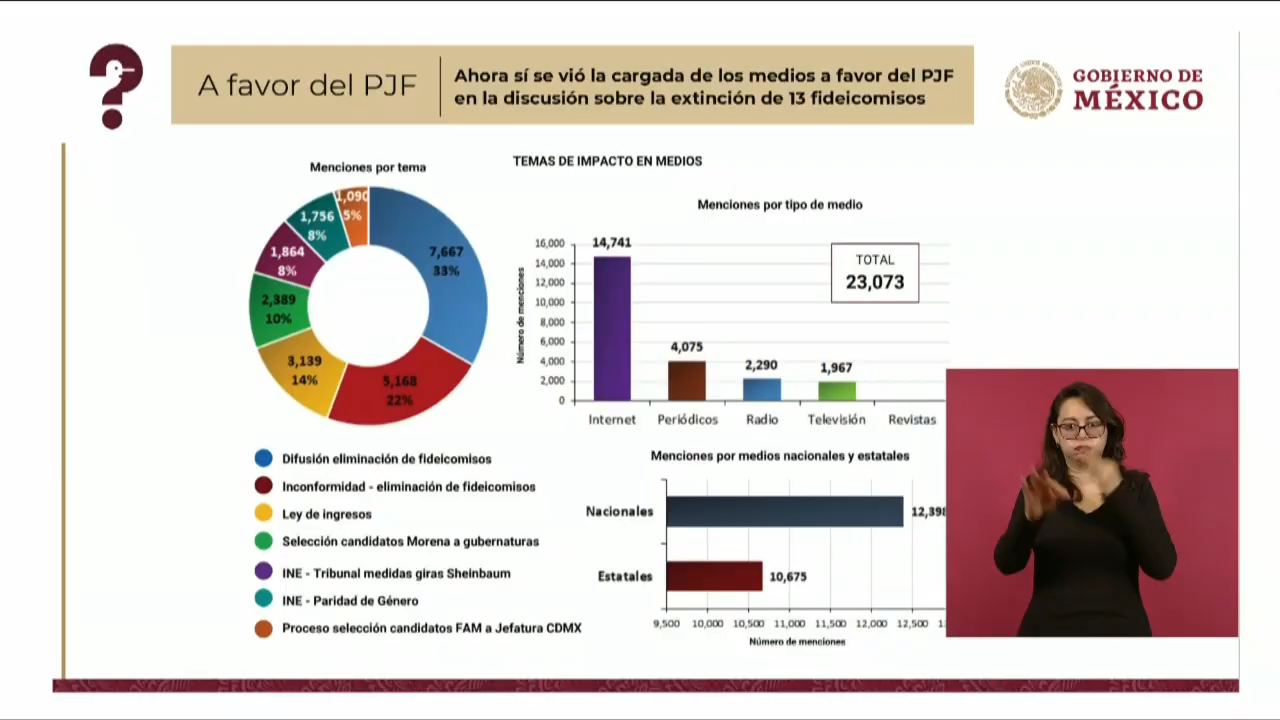 A favor del PJF
Ahora sí se vió la cargada de los medios a favor del PJF
en la discusión sobre la extinción de 13 fideicomisos
GOBIERNO DE
MÉXICO
TEMAS DE IMPACTO EN MEDIOS
Menciones por tema
1,090
5%
1,756
8%
1,864
8%
2,389
10%
3,139
14%
5,168
22%
7,667
33%
Difusión eliminación de fideicomisos
Inconformidad - eliminación de fideicomisos
Ley de ingresos
Selección candidatos Morena a gubernaturas
INE - Tribunal medidas giras Sheinbaum
INE - Paridad de Género
Proceso selección candidatos FAM a Jefatura CDMX
Menciones por tipo de medio
Número de menciones
16,000
14,000
12,000
10,000
8,000
6,000
4,000
2,000
0
14,741
4,075
2,290
1,967
TOTAL
23,073
Internet Periódicos Radio Televisión Revistas
Menciones por medios nacionales y estatales
Nacionales 12,398
Estatales 10,675
9,500 10,000 10,500 11,000 11,500 12,000 12,500
Número de menciones